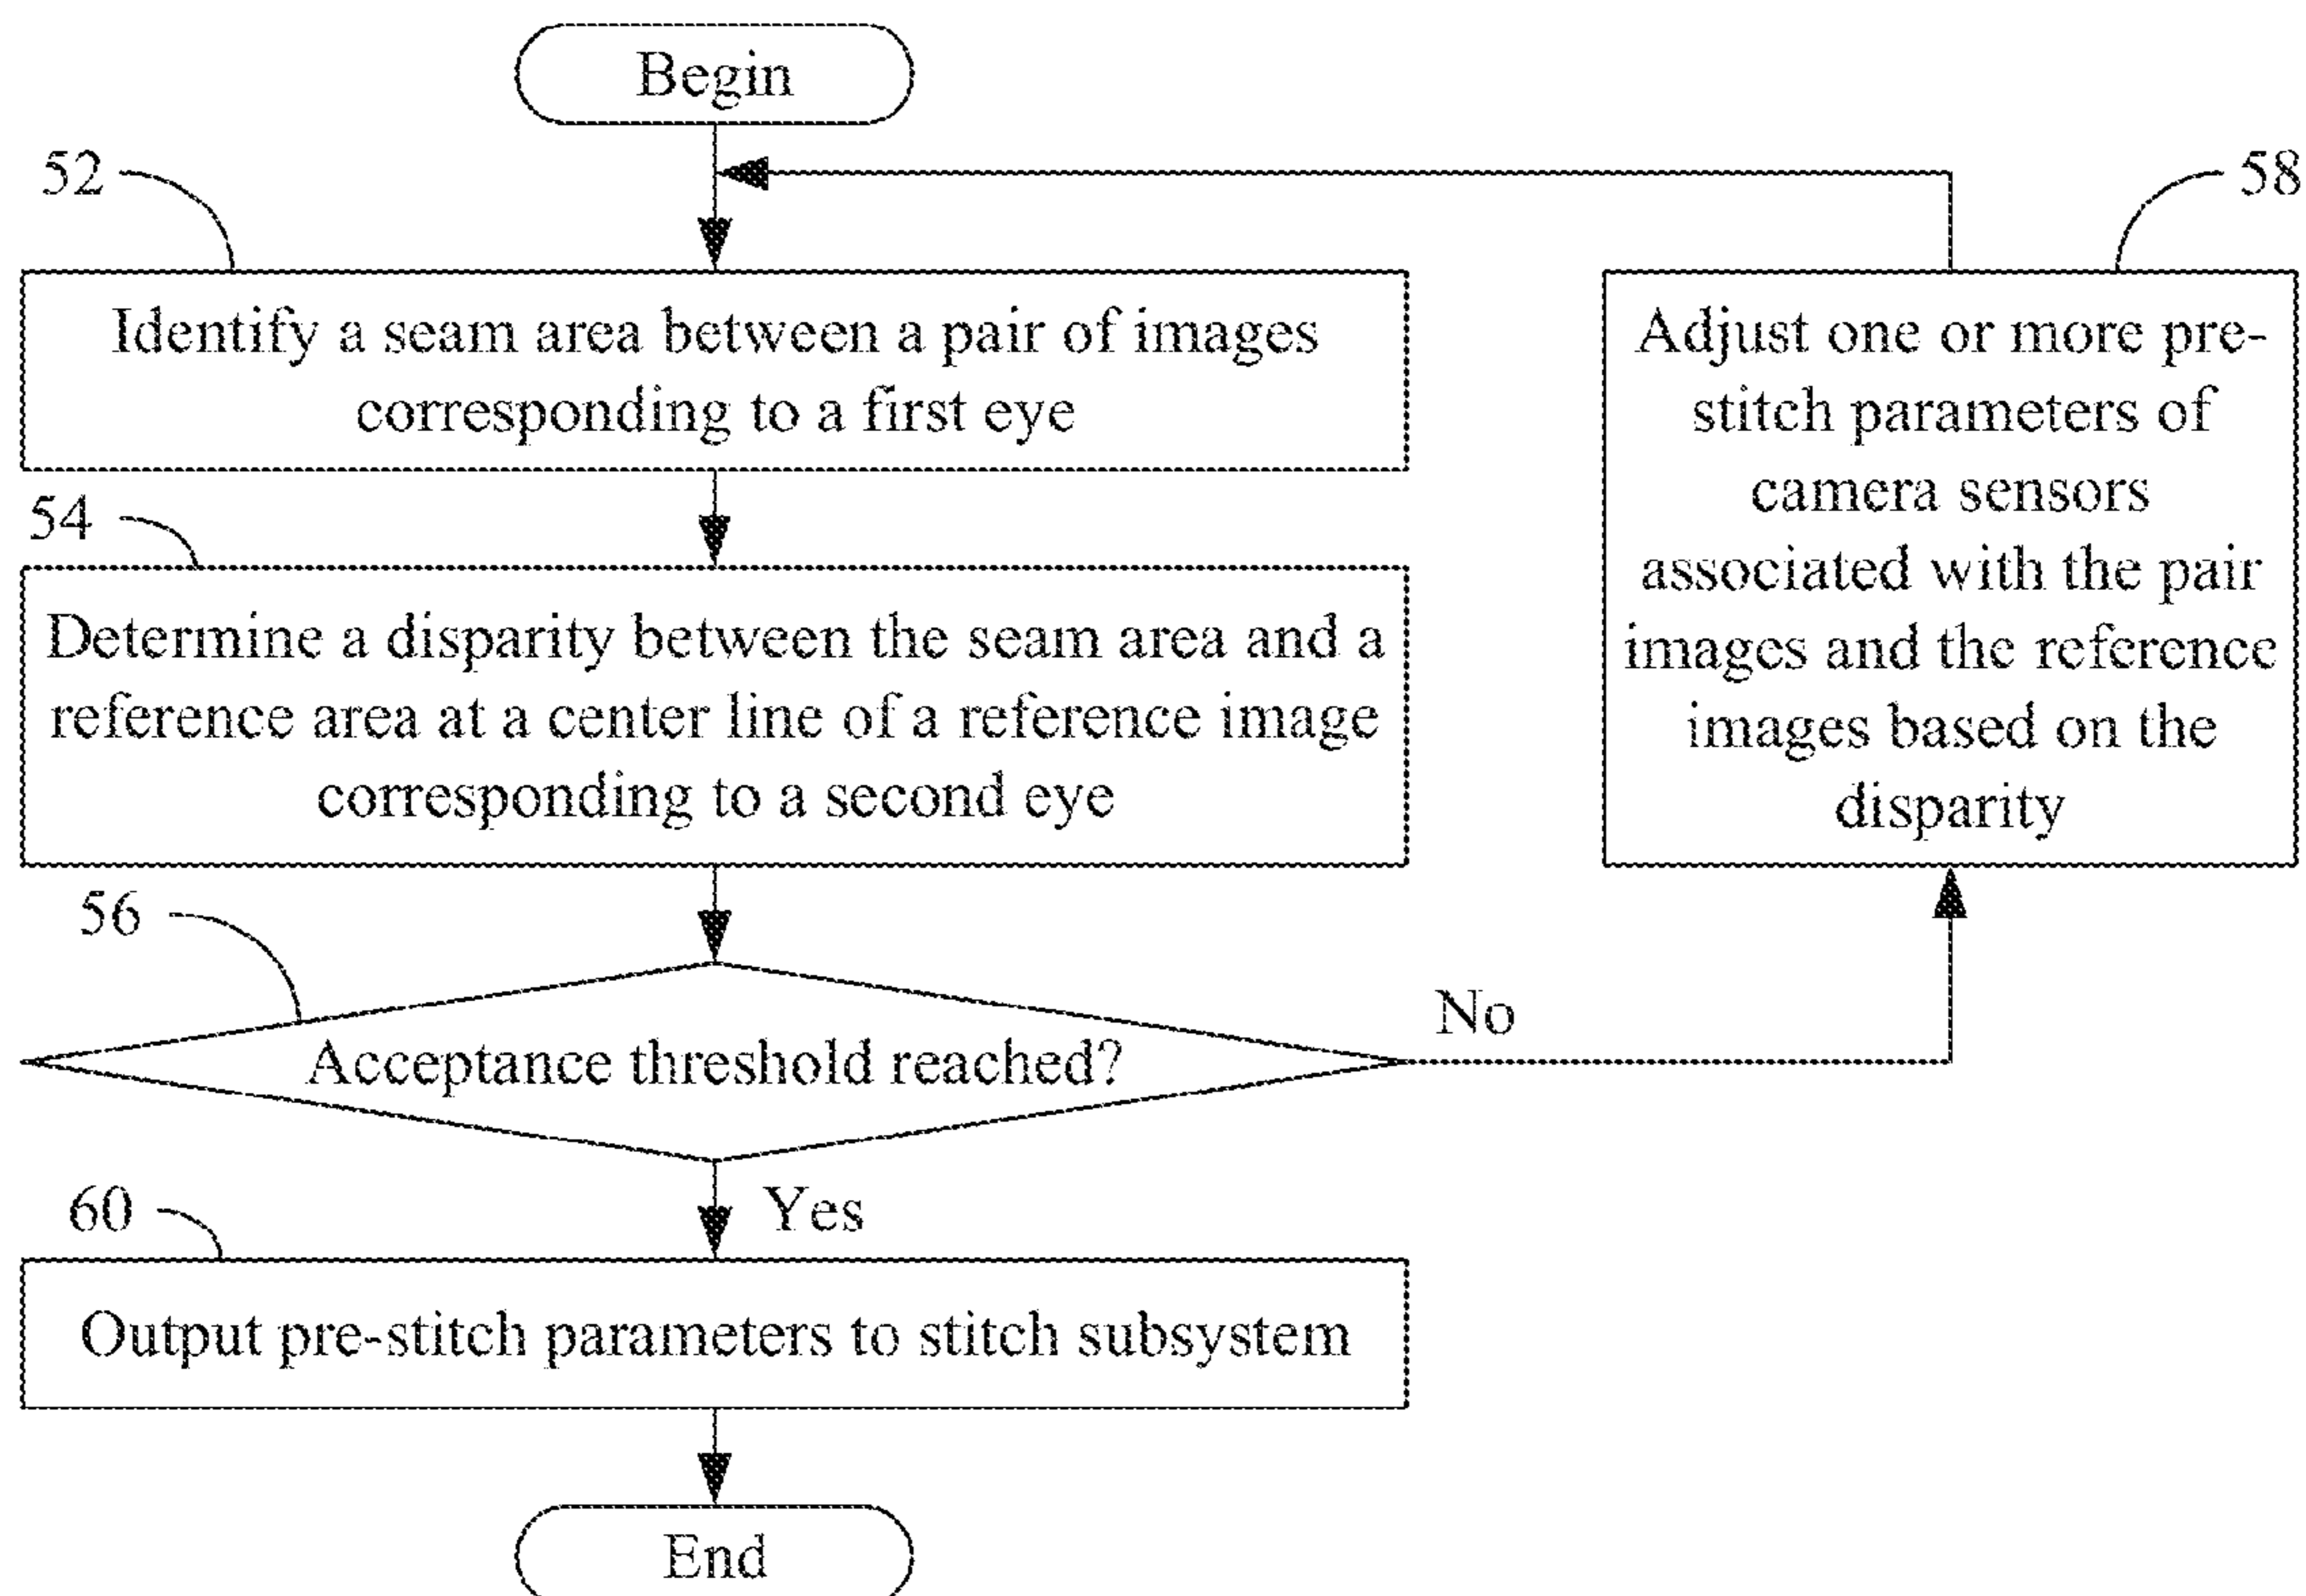 Begin
52
Identify a seam area between a pair of images
corresponding to a first eye
54
Determine a disparity between the seam area and a
reference area at a center line of a reference image
corresponding to a second eye
56
Acceptance threshold reached?
No
58
Adjust one or more pre-
stitch parameters of
camera sensors
associated with the pair
images and the reference
images based on the
disparity
Yes
60
Output pre-stitch parameters to stitch subsystem
End